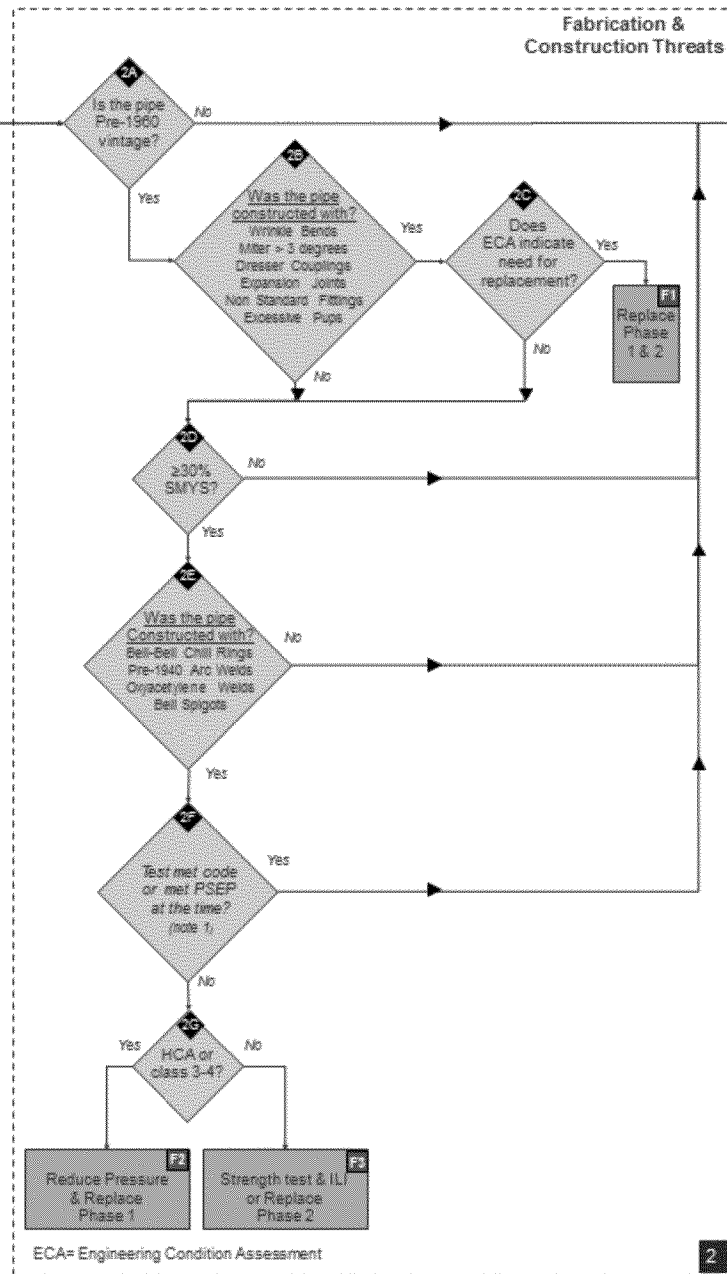 Fabrication &
Construction Threats
2A
Is the pipe
Pre-1960
vintage?
No
Yes
2B
Was the pipe
constructed with?
Wrinkle Bends
Miter > 3 degrees
Dresser Couplings
Expansion Joints
Non Standard Fittings
Excessive Pups
Yes
No
2C
Does
ECA indicate
need for
replacement?
Yes
No
F1
Replace
Phase
1 & 2
2D
≥30%
SMYS?
No
Yes
2E
Was the pipe
Constructed with?
Bell-Bell Chill Rings
Pre-1940 Arc Welds
Oxyacetylene Welds
Bell Spigots
No
Yes
2F
Test met code
or met PSEP
at the time?
(note 1)
Yes
No
2G
HCA or
class 3-4?
Yes
No
F2
Reduce Pressure
& Replace
Phase 1
F3
Strength test & ILI
or Replace
Phase 2
ECA= Engineering Condition Assessment
2